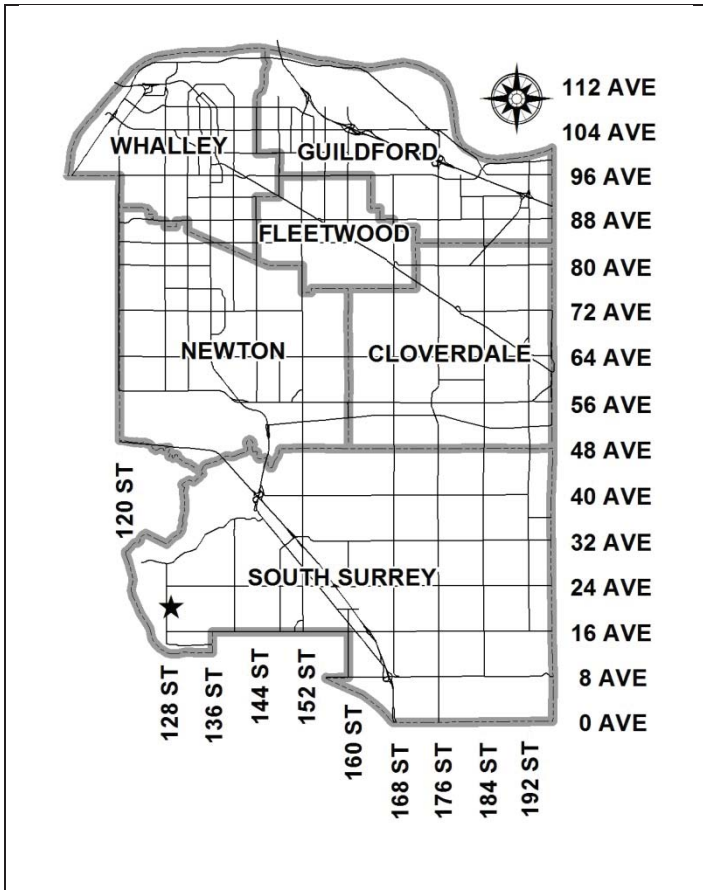 112 AVE
104 AVE
WHALLEY
GUILDFORD
96 AVE
88 AVE
FLEETWOOD
80 AVE
72 AVE
NEWTON
CLOVERDALE
64 AVE
56 AVE
48 AVE
120 ST
40 AVE
32 AVE
SOUTH SURREY
24 AVE
16 AVE
128 ST
136 ST
144 ST
152 ST
160 ST
8 AVE
0 AVE
168 ST
176 ST
184 ST
192 ST